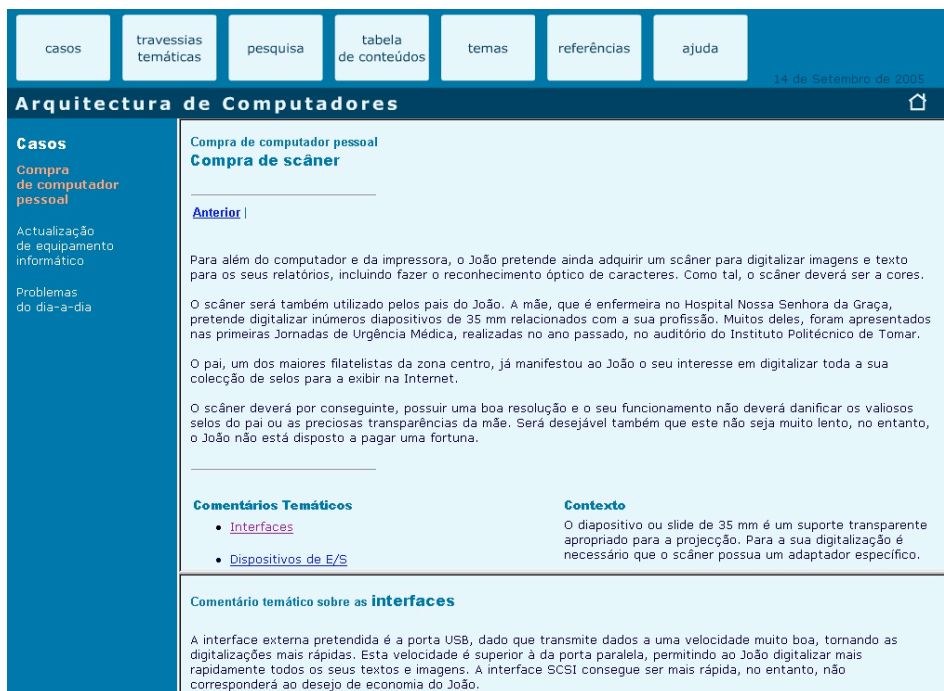 casos
travessias
temáticas
pesquisa
tabela
de conteúdos
temas
referências
ajuda
14 de Setembro de 2005
Arquitectura de Computadores
Casos
Compra
de computador
pessoal
Actualização
de equipamento
informático
Problemas
do dia-a-dia
Compra de computador pessoal
Compra de scâner
Anterior |
Para além do computador e da impressora, o João pretende ainda adquirir um scâner para digitalizar imagens e texto
para os seus relatórios, incluindo fazer o reconhecimento óptico de caracteres. Como tal, o scâner deverá ser a cores.
O scâner será também utilizado pelos pais do João. A mãe, que é enfermeira no Hospital Nossa Senhora da Graça,
pretende digitalizar inúmeros diapositivos de 35 mm relacionados com a sua profissão. Muitos deles, foram apresentados
nas primeiras Jornadas de Urgência Médica, realizadas no ano passado, no auditório do Instituto Politécnico de Tomar.
O pai, um dos maiores filatelistas da zona centro, já manifestou ao João o seu interesse em digitalizar toda a sua
colecção de selos para a exibir na Internet.
O scâner deverá por conseguinte, possuir uma boa resolução e o seu funcionamento não deverá danificar os valiosos
selos do pai ou as preciosas transparências da mãe. Será desejável também que este não seja muito lento, no entanto,
o João não está disposto a pagar uma fortuna.
Comentários Temáticos
• Interfaces
• Dispositivos de E/S
Contexto
O diapositivo ou slide de 35 mm é um suporte transparente
apropriado para a projecção. Para a sua digitalização é
necessário que o scâner possua um adaptador específico.
Comentário temático sobre as interfaces
A interface externa pretendida é a porta USB, dado que transmite dados a uma velocidade muito boa, tornando as
digitalizações mais rápidas. Esta velocidade é superior à da porta paralela, permitindo ao João digitalizar mais
rapidamente todos os seus textos e imagens. A interface SCSI consegue ser mais rápida, no entanto, não
corresponderá ao desejo de economia do João.